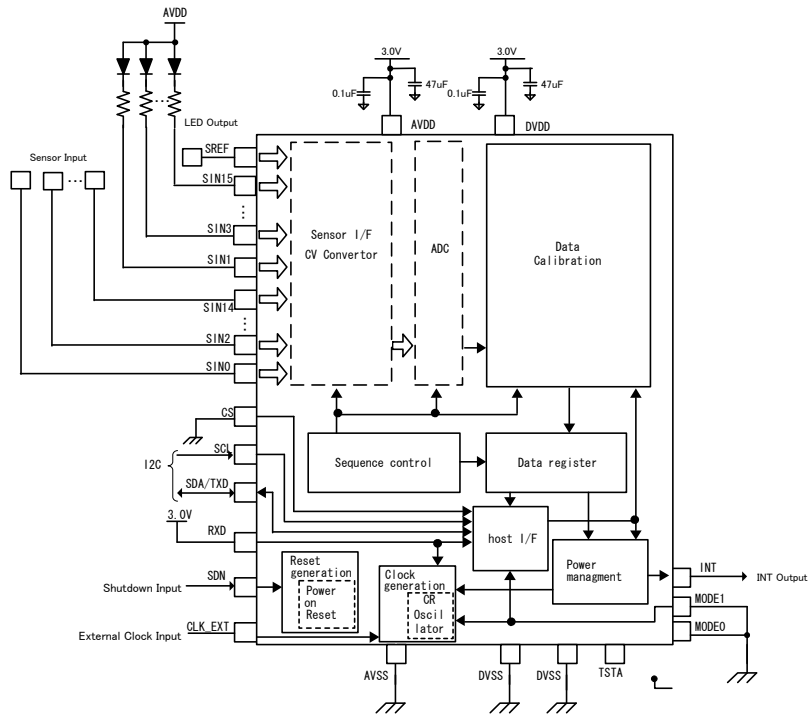 AVDD
3.0V
3.0V
0.1uF
47uF
0.1uF
47uF
LED Output
AVDD
DVDD
SREF
Sensor Input
SIN15
SIN3
SIN1
SIN14
SIN2
SIN0
Sensor I/F
CV Convertor
ADC
Data
Calibration
CS
SCL
I2C
SDA/TXD
3.0V
RXD
Sequence control
Data register
host I/F
Power
managment
INT
INT Output
Shutdown Input
SDN
Reset
generation
Power
on
Reset
Clock
generation
CR
Oscil
lator
MODE1
MODE0
External Clock Input
CLK_EXT
AVSS
DVSS
DVSS
TSTA